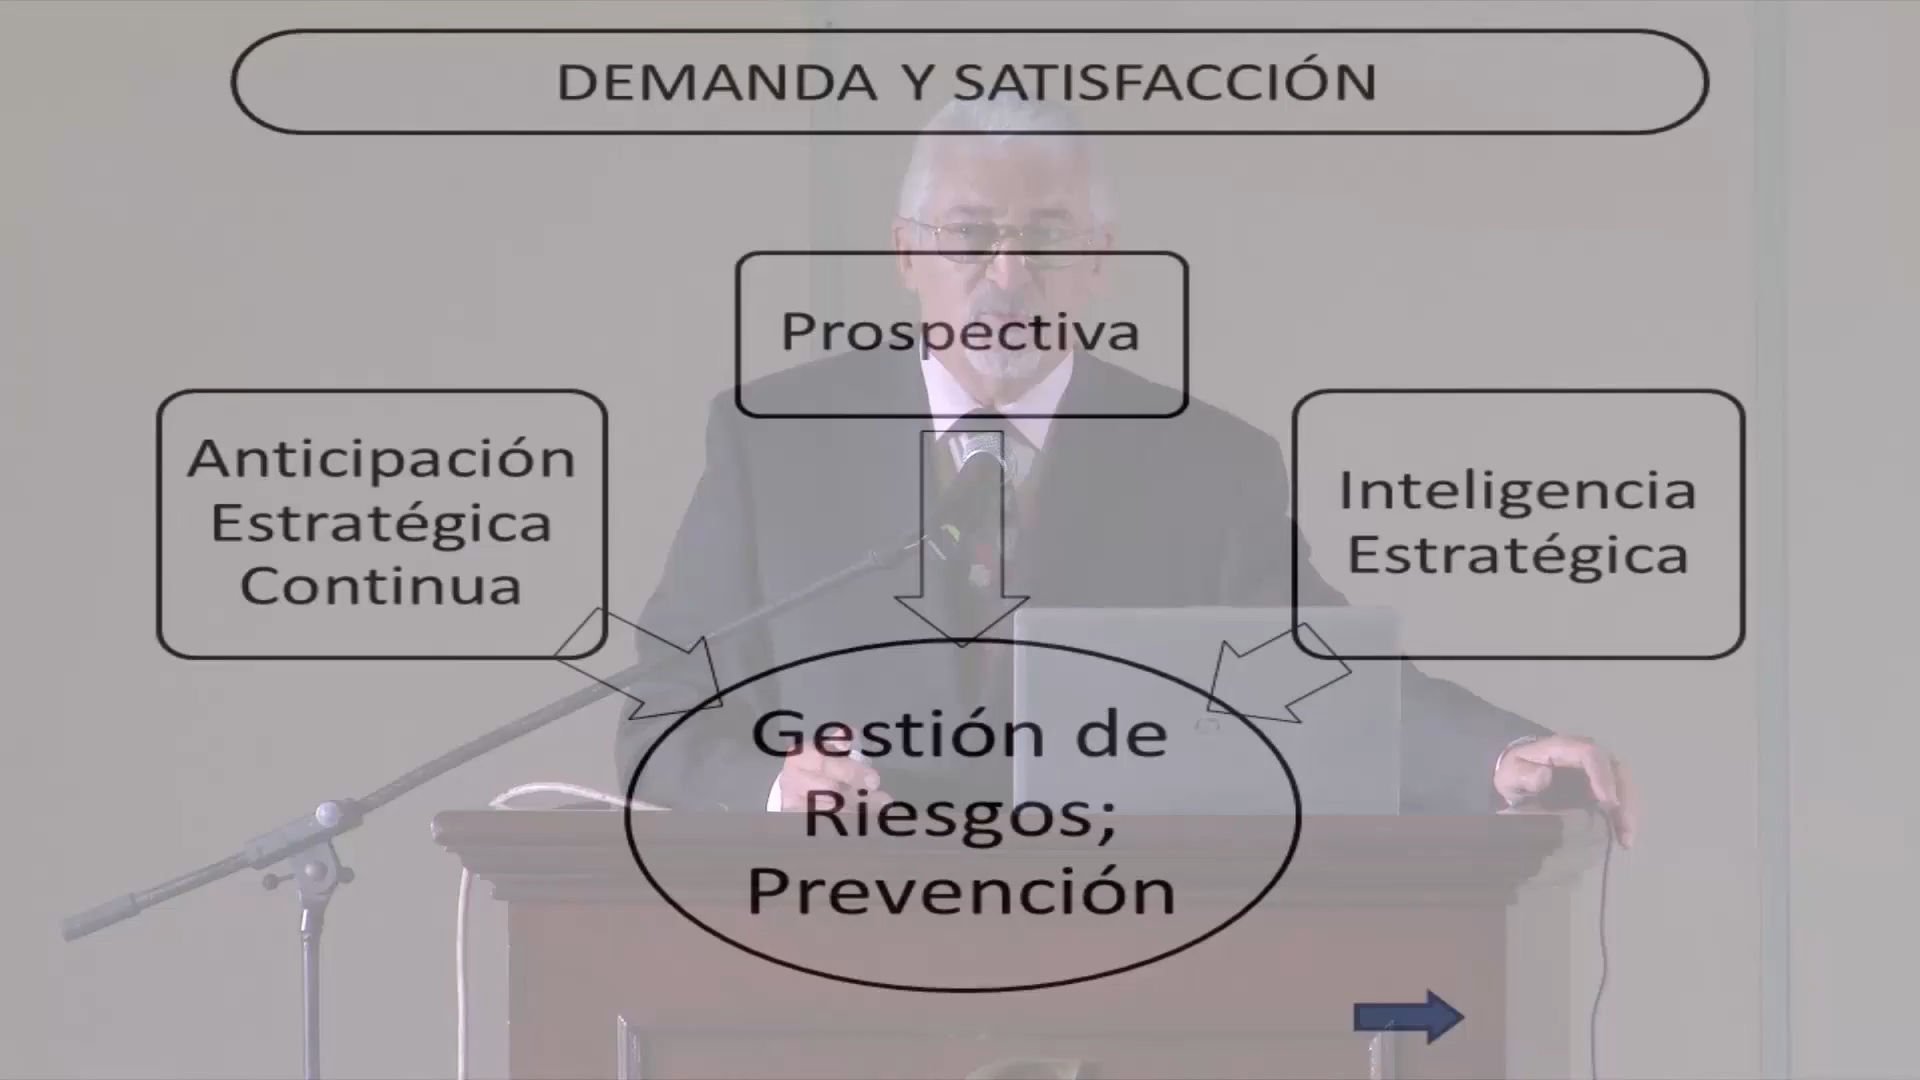 DEMANDA Y SATISFACCIÓN
Prospectiva
Anticipación
Estratégica
Continua
Inteligencia
Estratégica
Gestión de
Riesgos;
Prevención